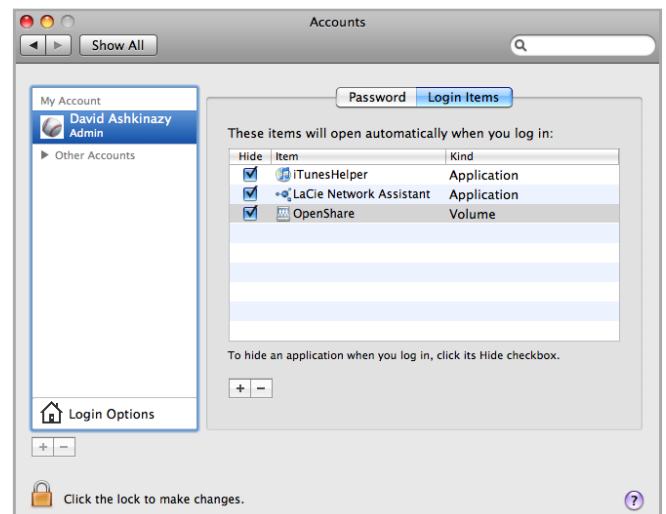 Accounts
Show All
My Account
David Ashkinazy
Admin
Other Accounts
Login Options
Password Login Items
These items will open automatically when you log in:
Hide Item Kind
iTunesHelper Application
LaCie Network Assistant Application
OpenShare Volume
To hide an application when you log in, click its Hide checkbox.
+ −
+ −
Click the lock to make changes.
?